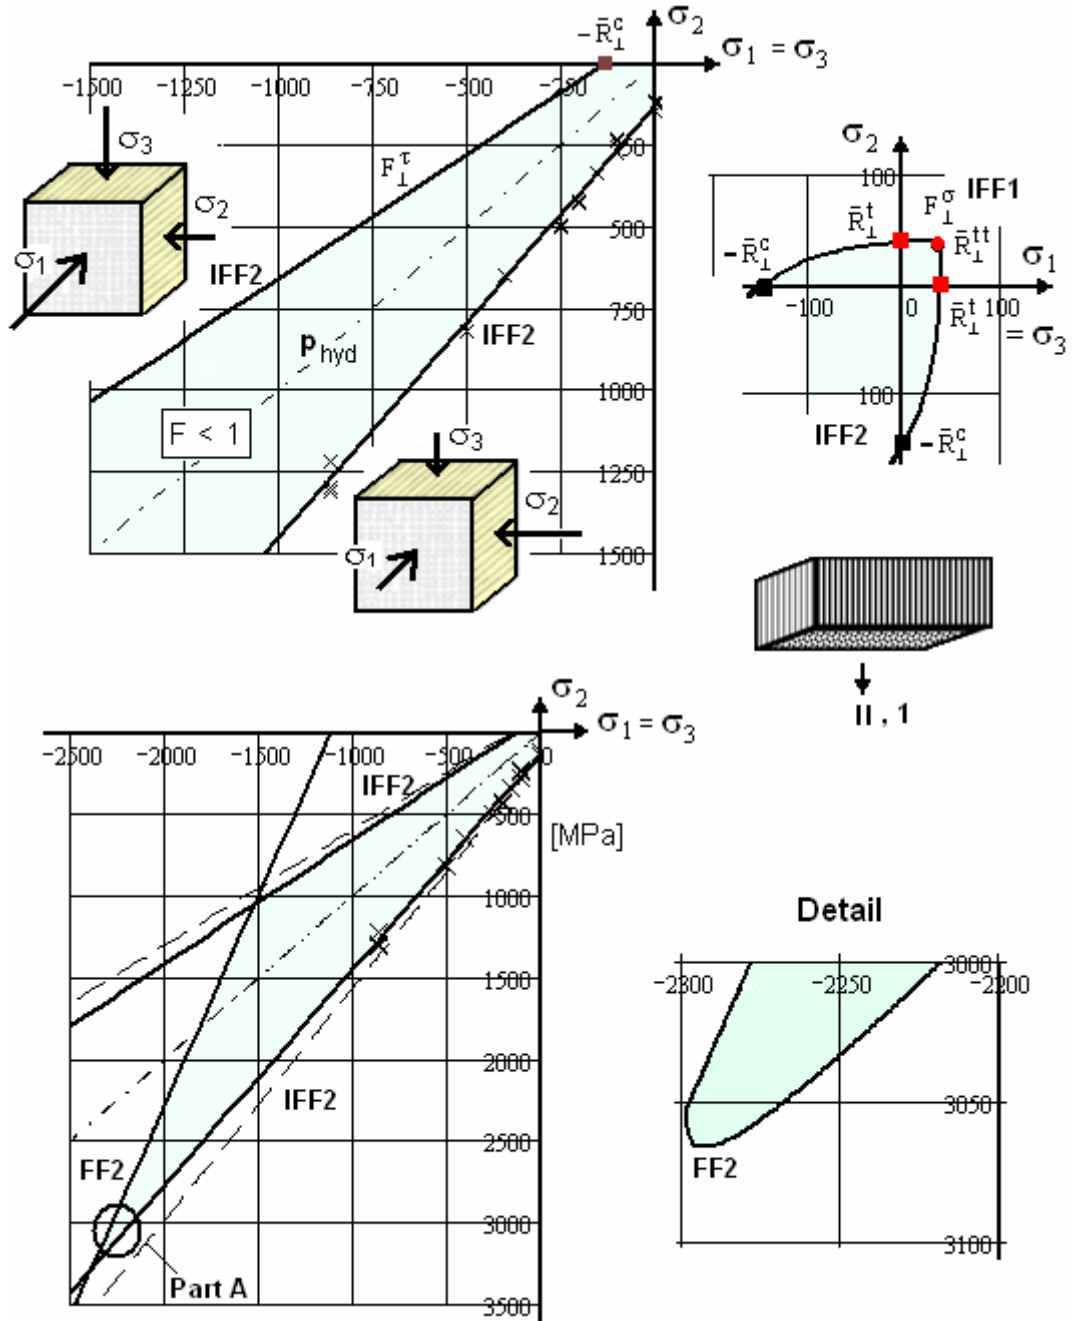 −R̄⊥ᶜ
σ₂
σ₁ = σ₃
−1500 −1250 −1000 −750 −500 −250
σ₃
σ₂
σ₁
F⊥^τ
IFF2
250
500
750
1000
1250
1500
IFF2
p hyd
F < 1
σ₃
σ₂
σ₁
σ₂
100
F⊥^σ IFF1
R̄⊥ᵗ
R̄⊥ᵗᵗ
−R̄⊥ᶜ
σ₁
−100 0 100
R̄⊥ᵗ
= σ₃
100
IFF2
−R̄⊥ᶜ
II , 1
σ₂
σ₁ = σ₃
−2500 −2000 −1500 −1000 −500 0
IFF2
500
[MPa]
1000
1500
2000
IFF2
2500
FF2
3000
Part A
3500
Detail
3000
−2300 −2250 −2200
3050
FF2
3100